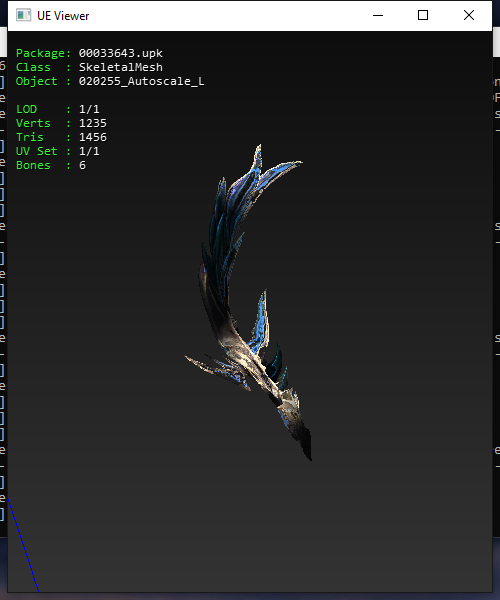 UE Viewer
Package: 00033643.upk
Class : SkeletalMesh
Object : 020255_Autoscale_L
LOD : 1/1
Verts : 1235
Tris : 1456
UV Set : 1/1
Bones : 6